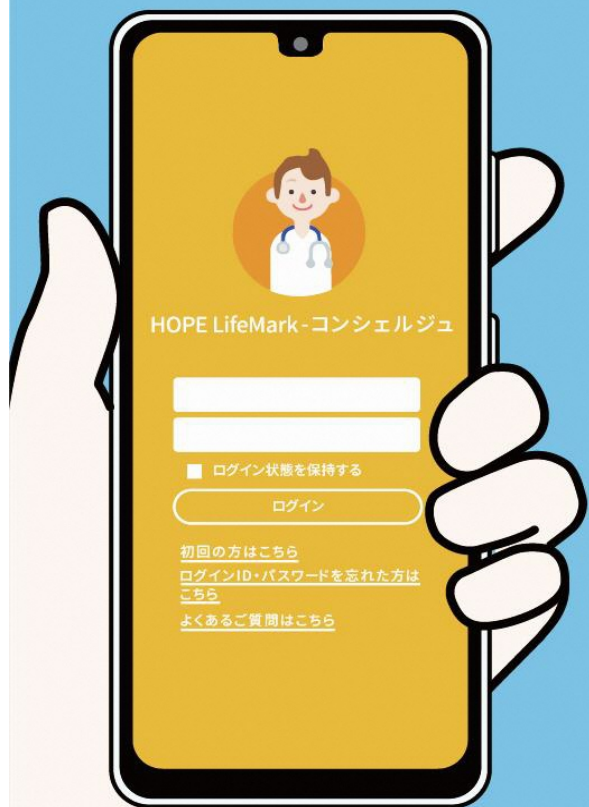 HOPE LifeMark-コンシェルジュ
ログイン状態を保持する
ログイン
初回の方はこちら
ログインID・パスワードを忘れた方は
こちら
よくあるご質問はこちら